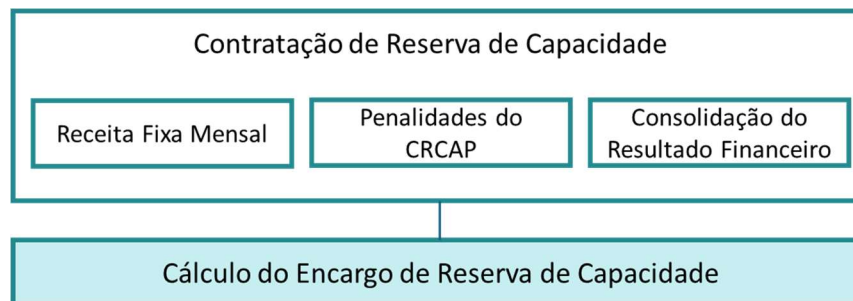 Contratação de Reserva de Capacidade
Receita Fixa Mensal
Penalidades do
CRCAP
Consolidação do
Resultado Financeiro
Cálculo do Encargo de Reserva de Capacidade